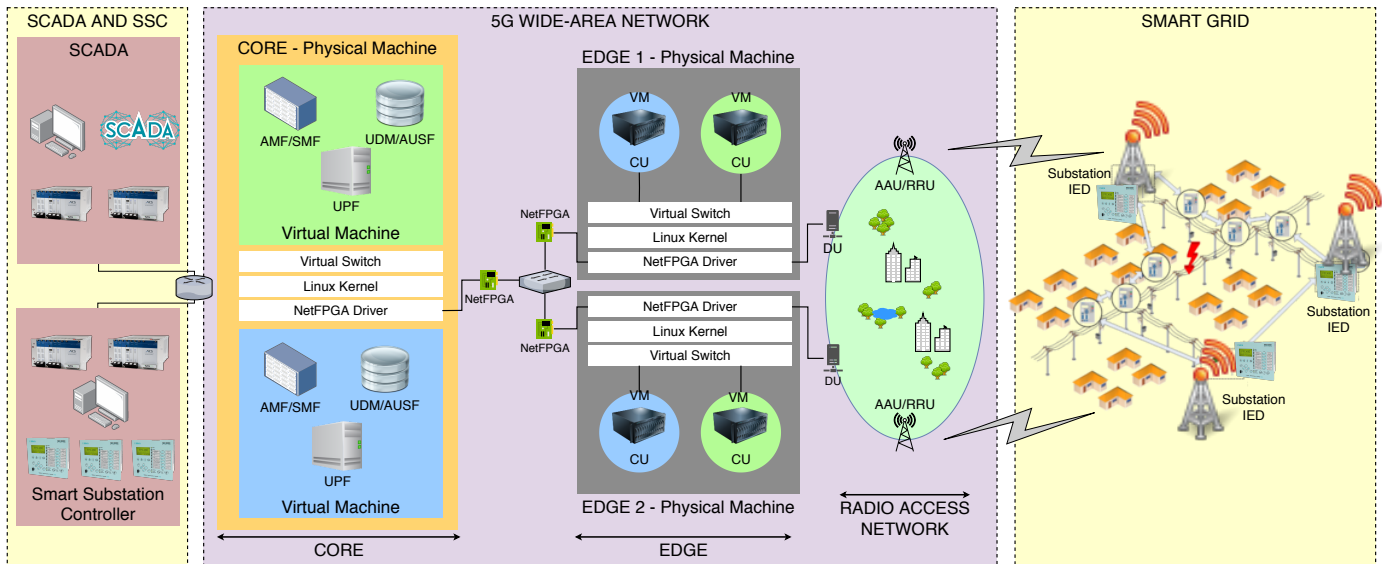 SCADA AND SSC
SCADA
SCADA
Smart Substation
Controller
5G WIDE-AREA NETWORK
CORE - Physical Machine
AMF/SMF
UDM/AUSF
UPF
Virtual Machine
Virtual Switch
Linux Kernel
NetFPGA Driver
AMF/SMF
UDM/AUSF
UPF
Virtual Machine
CORE
NetFPGA
NetFPGA
NetFPGA
EDGE 1 - Physical Machine
VM
VM
CU
CU
Virtual Switch
Linux Kernel
NetFPGA Driver
NetFPGA Driver
Linux Kernel
Virtual Switch
VM
VM
CU
CU
EDGE 2 - Physical Machine
EDGE
AAU/RRU
DU
DU
AAU/RRU
RADIO ACCESS
NETWORK
SMART GRID
Substation
IED
Substation
IED
Substation
IED